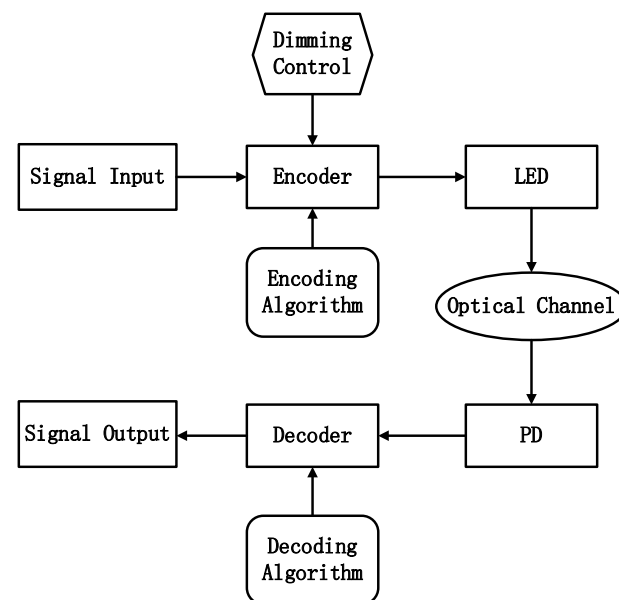 Dimming
Control
Signal Input
Encoder
LED
Encoding
Algorithm
Optical Channel
Signal Output
Decoder
PD
Decoding
Algorithm